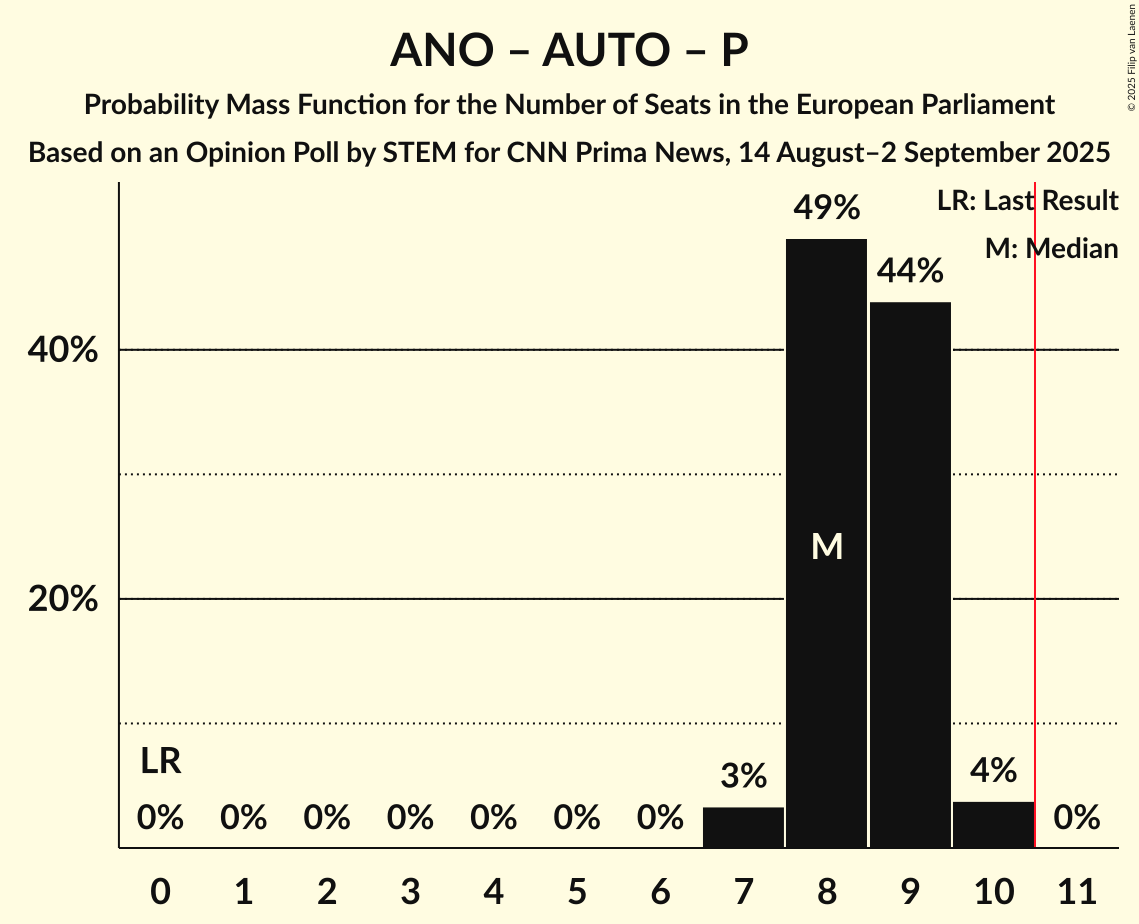 ANO – AUTO – P
Probability Mass Function for the Number of Seats in the European Parliament
Based on an Opinion Poll by STEM for CNN Prima News, 14 August–2 September 2025
© 2025 Filip van Laenen
LR: Last Result
M: Median
49%
44%
40%
M
20%
LR
3%
4%
0% 0% 0% 0% 0% 0% 0% 0%
0 1 2 3 4 5 6 7 8 9 10 11